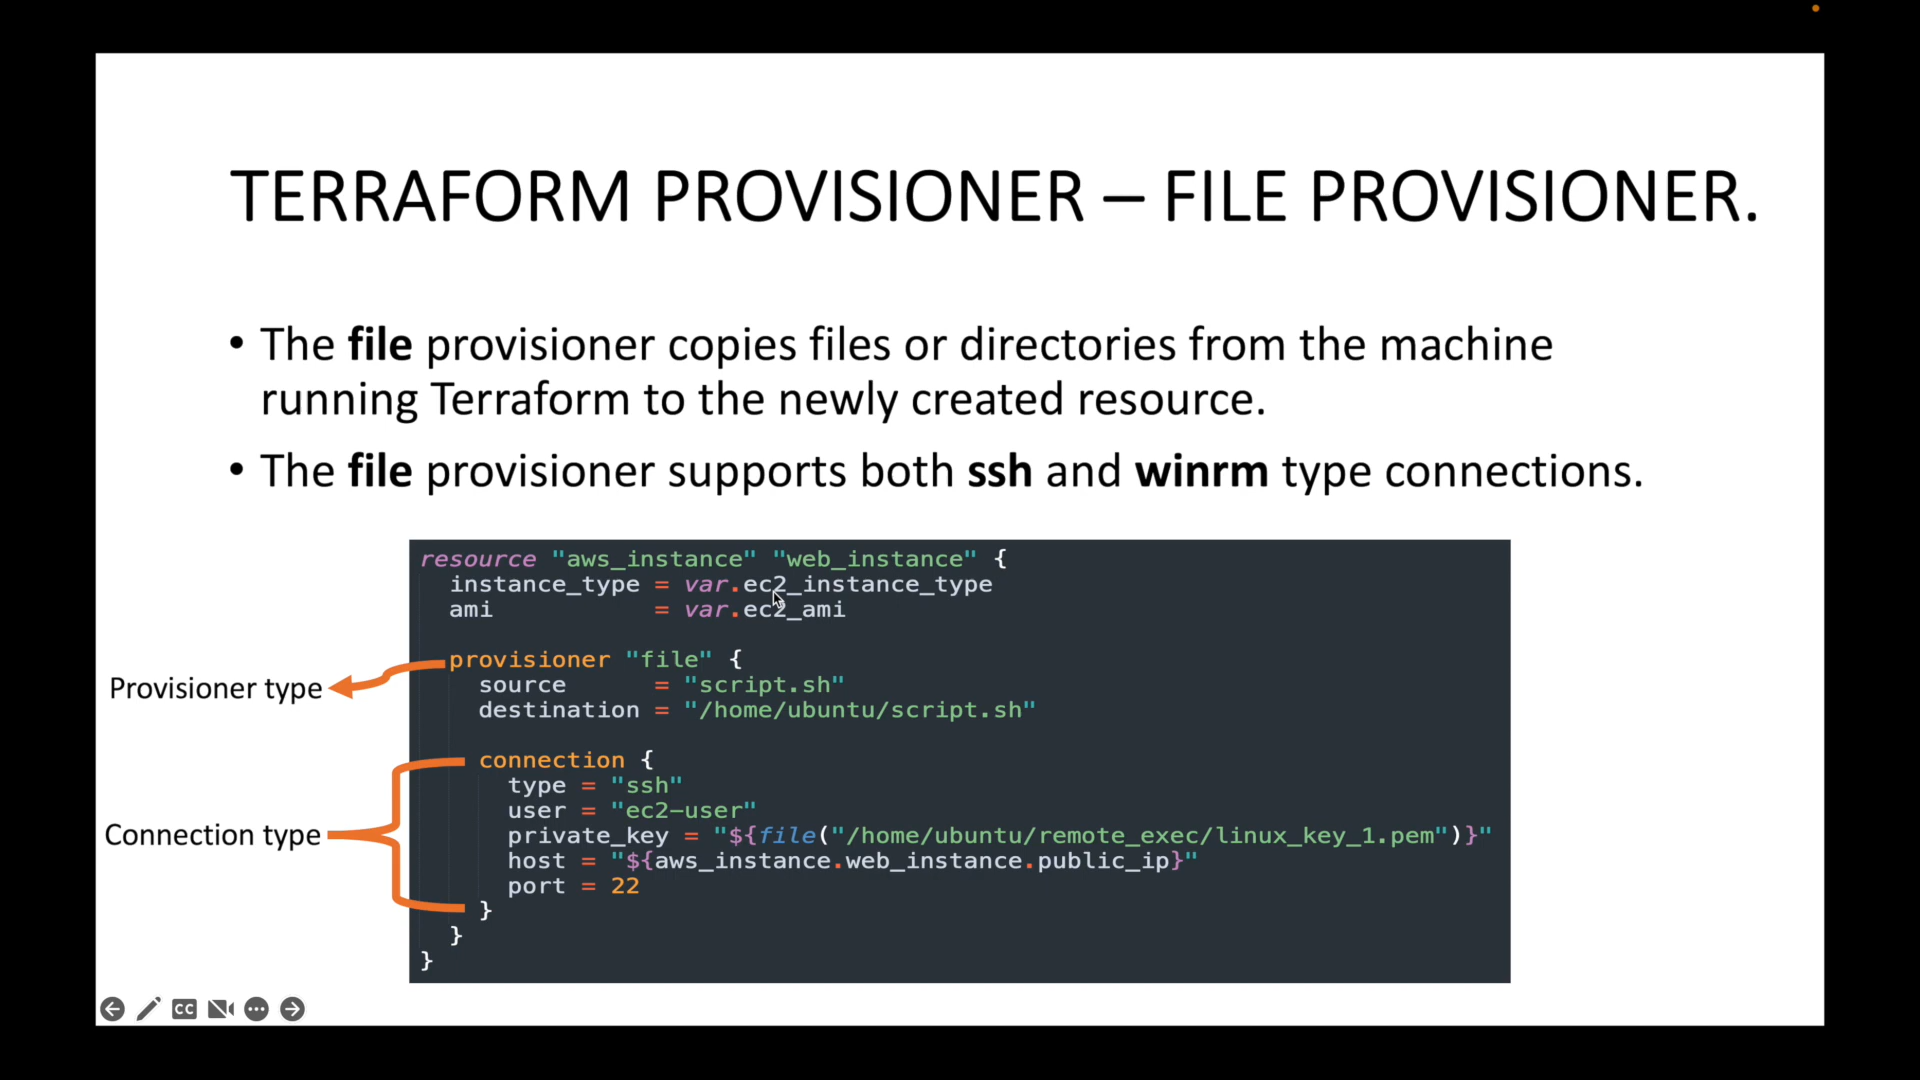 TERRAFORM PROVISIONER – FILE PROVISIONER.
• The file provisioner copies files or directories from the machine
running Terraform to the newly created resource.
• The file provisioner supports both ssh and winrm type connections.
resource "aws_instance" "web_instance" {
instance_type = var.ec2_instance_type
ami = var.ec2_ami
provisioner "file" {
source = "script.sh"
destination = "/home/ubuntu/script.sh"
connection {
type = "ssh"
user = "ec2-user"
private_key = "${file("/home/ubuntu/remote_exec/linux_key_1.pem")}"
host = "${aws_instance.web_instance.public_ip}"
port = 22
}
}
}
Provisioner type
Connection type
CC